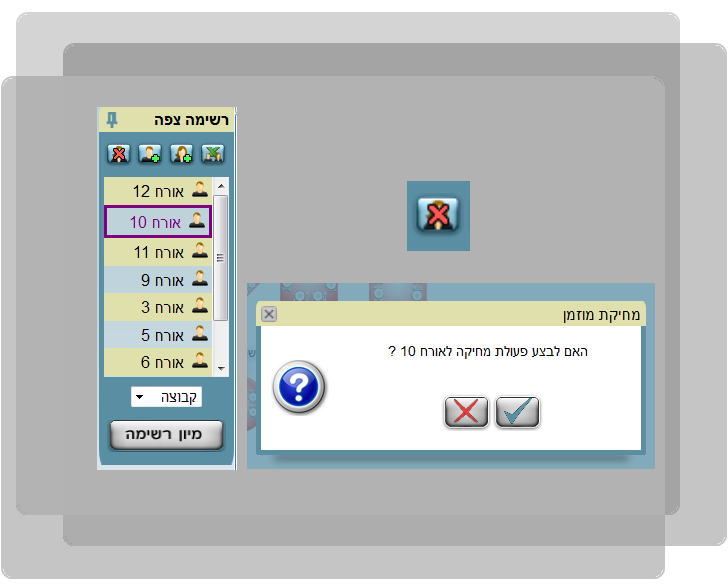 רשימה צפה
אורח 12
אורח 10
אורח 11
אורח 9
אורח 3
אורח 5
אורח 6
קבוצה
מיון רשימה
מחיקת מוזמן
האם לבצע פעולת מחיקה לאורח 10 ?